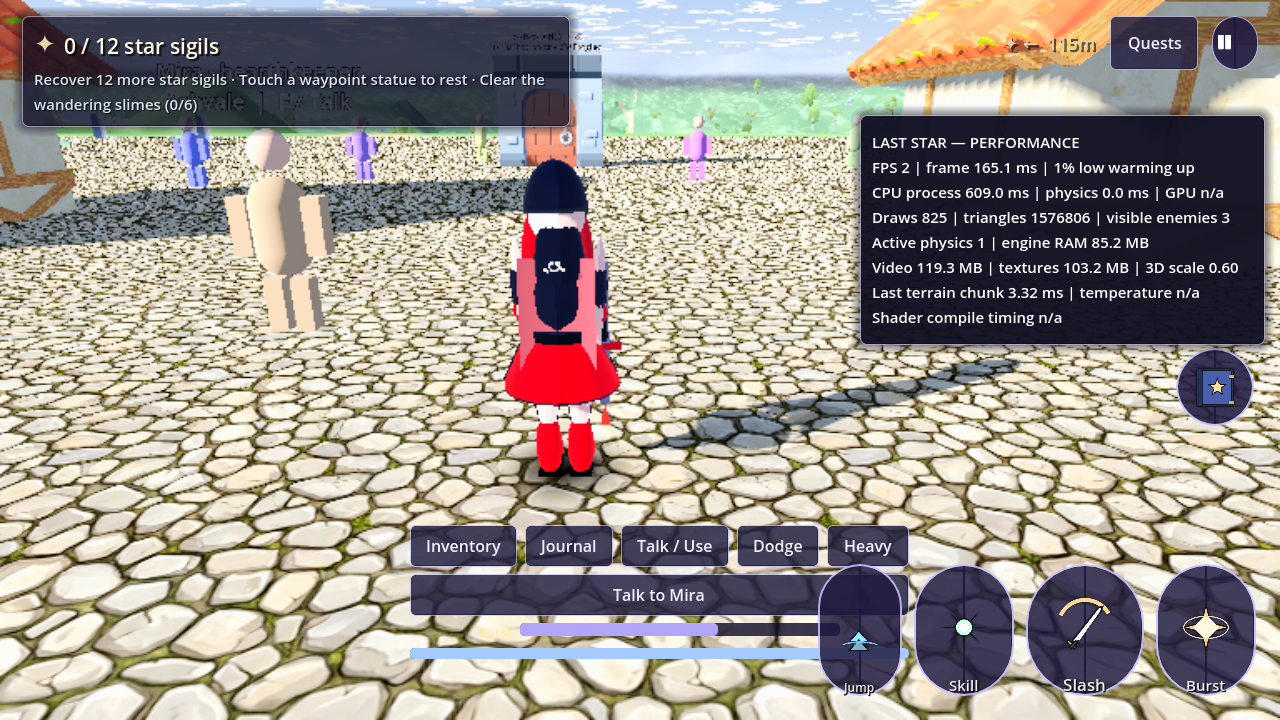 0 / 12 star sigils
Recover 12 more star sigils · Touch a waypoint statue to rest · Clear the
wandering slimes (0/6)
115m
Quests
LAST STAR — PERFORMANCE
FPS 2 | frame 165.1 ms | 1% low warming up
CPU process 609.0 ms | physics 0.0 ms | GPU n/a
Draws 825 | triangles 1576806 | visible enemies 3
Active physics 1 | engine RAM 85.2 MB
Video 119.3 MB | textures 103.2 MB | 3D scale 0.60
Last terrain chunk 3.32 ms | temperature n/a
Shader compile timing n/a
Inventory
Journal
Talk / Use
Dodge
Heavy
Talk to Mira
Burst
Jump
Skill
Slash
Burst